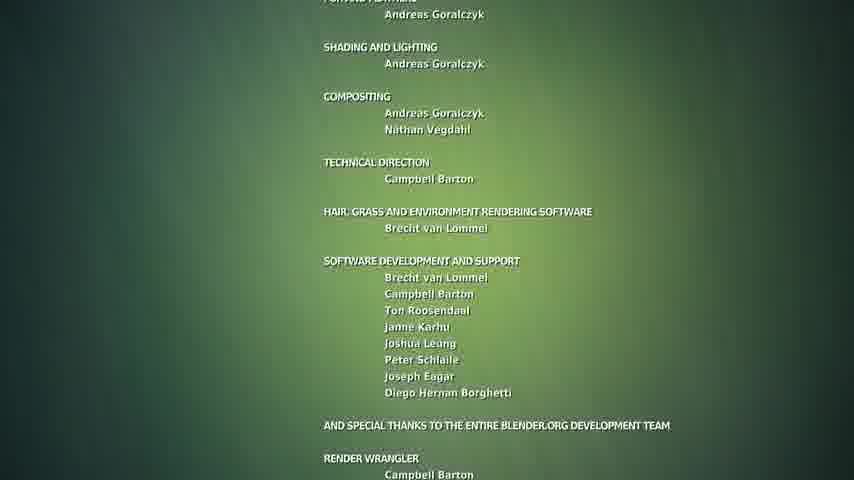 Andreas Goralczyk
SHADING AND LIGHTING
Andreas Goralczyk
COMPOSITING
Andreas Goralczyk
Nathan Vegdahl
TECHNICAL DIRECTION
Campbell Barton
HAIR, GRASS AND ENVIRONMENT RENDERING SOFTWARE
Brecht van Lommel
SOFTWARE DEVELOPMENT AND SUPPORT
Brecht van Lommel
Campbell Barton
Ton Roosendaal
Janne Karhu
Joshua Leung
Peter Schlaile
Joseph Eagar
Diego Hernan Borghetti
AND SPECIAL THANKS TO THE ENTIRE BLENDER.ORG DEVELOPMENT TEAM
RENDER WRANGLER
Campbell Barton